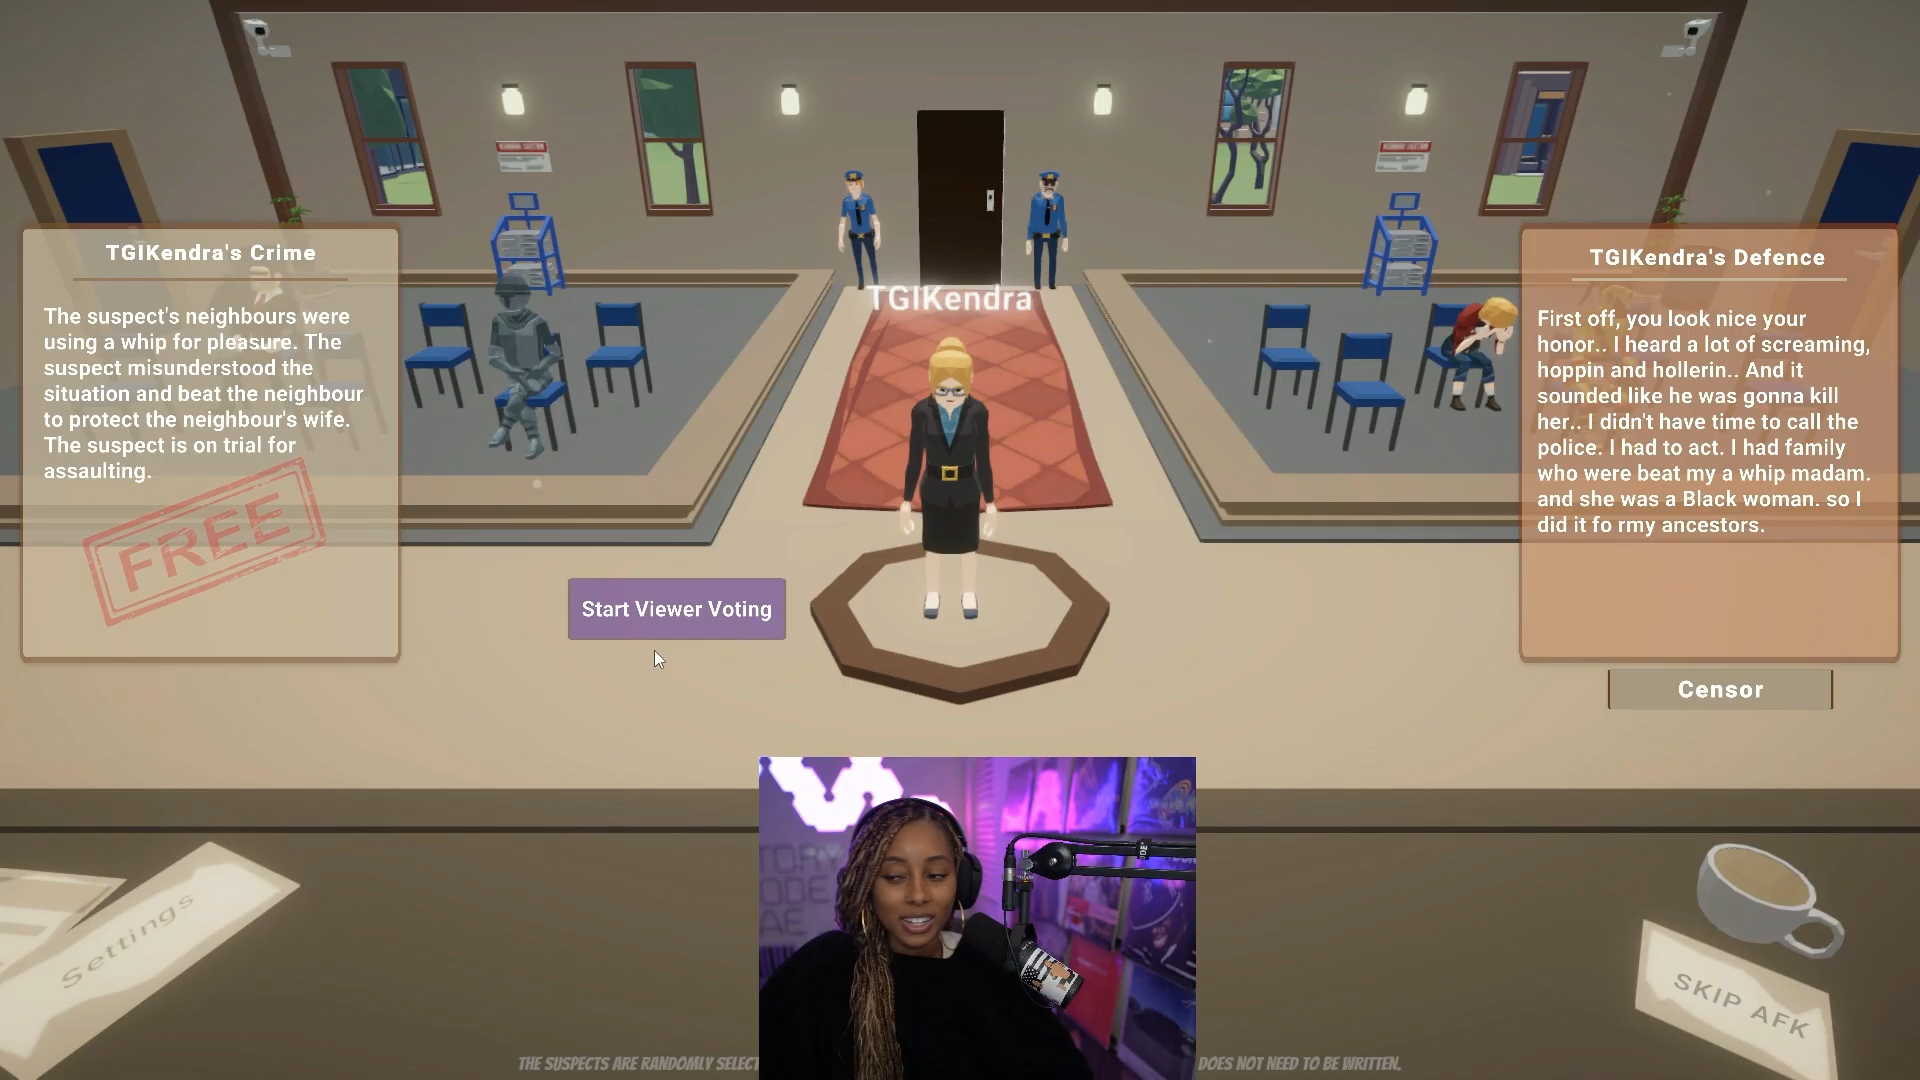 TGIKendra's Crime
The suspect's neighbours were
using a whip for pleasure. The
suspect misunderstood the
situation and beat the neighbour
to protect the neighbour's wife.
The suspect is on trial for
assaulting.
FREE
TGIKendra
Start Viewer Voting
TGIKendra's Defence
First off, you look nice your
honor.. I heard a lot of screaming,
hoppin and hollerin.. And it
sounded like he was gonna kill
her.. I didn't have time to call the
police. I had to act. I had family
who were beat my a whip madam.
and she was a Black woman. so I
did it fo rmy ancestors.
Censor
Settings
SKIP AFK
THE SUSPECTS ARE RANDOMLY SELECT
DOES NOT NEED TO BE WRITTEN.